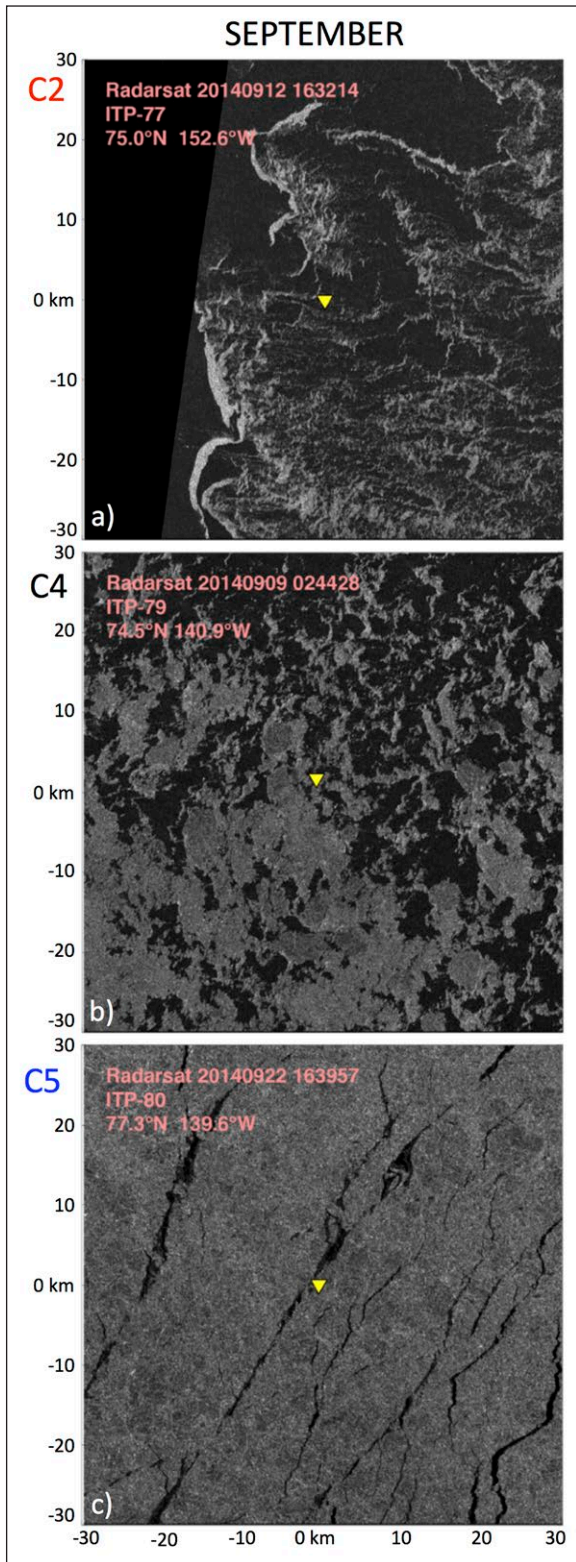 SEPTEMBER
C2
Radarsat 20140912 163214
ITP-77
75.0°N 152.6°W
30
20
10
0 km
-10
-20
-30
a)
C4
Radarsat 20140909 024428
ITP-79
74.5°N 140.9°W
30
20
10
0 km
-10
-20
-30
b)
C5
Radarsat 20140922 163957
ITP-80
77.3°N 139.6°W
30
20
10
0 km
-10
-20
-30
c)
-30 -20 -10 0 km 10 20 30